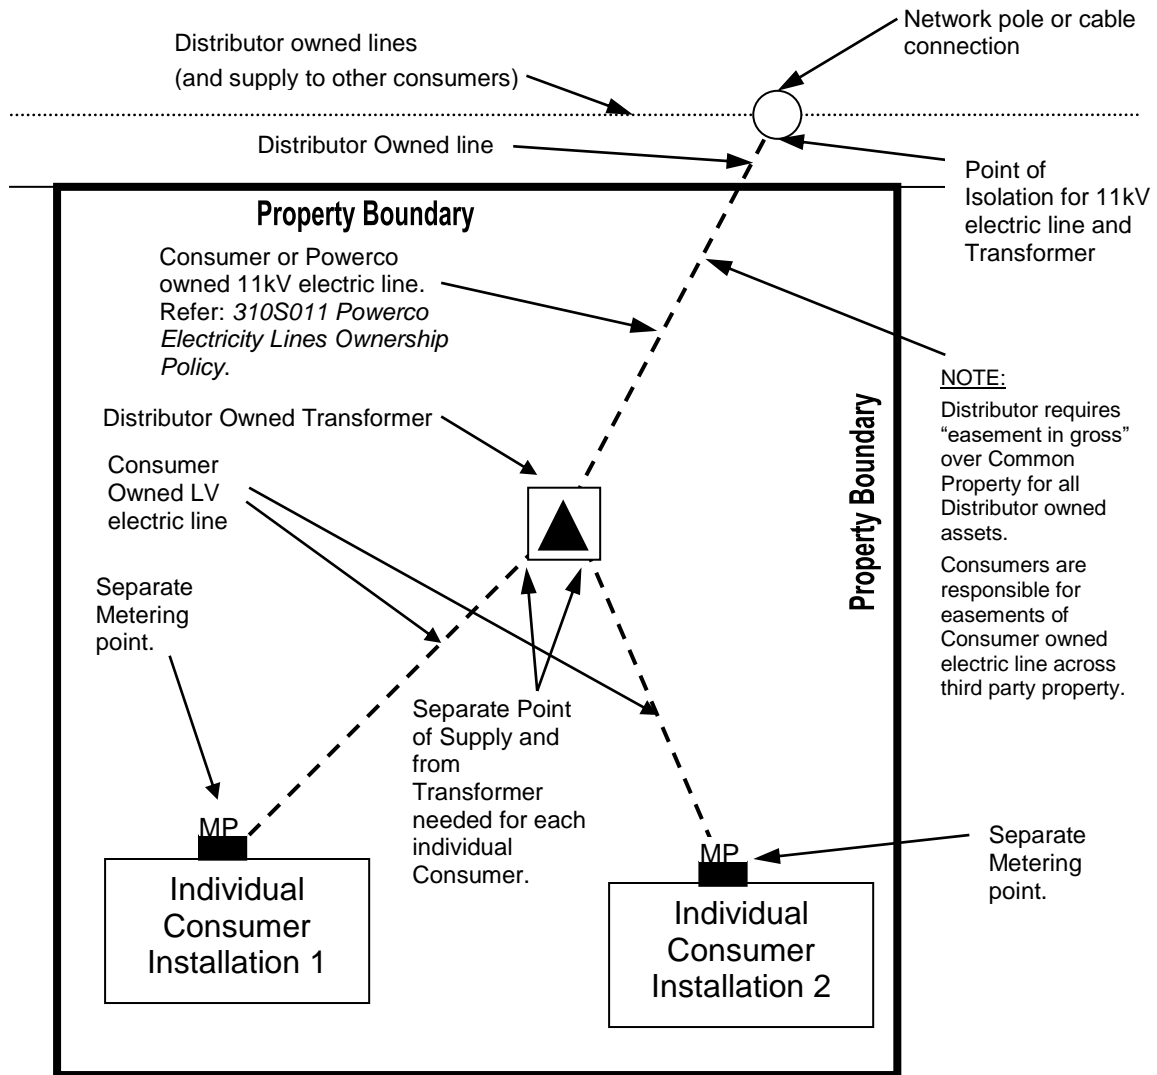 Network pole or cable
connection
Distributor owned lines
(and supply to other consumers)
Distributor Owned line
Point of
Isolation for 11kV
electric line and
Transformer
Property Boundary
Consumer or Powerco
owned 11kV electric line.
Refer: 310S011 Powerco
Electricity Lines Ownership
Policy.
NOTE:
Distributor requires
“easement in gross”
over Common
Property for all
Distributor owned
assets.
Consumers are
responsible for
easements of
Consumer owned
electric line across
third party property.
Property Boundary
Distributor Owned Transformer
Consumer
Owned LV
electric line
Separate
Metering
point.
Separate Point
of Supply and
from
Transformer
needed for each
individual
Consumer.
MP
Individual
Consumer
Installation 1
MP
Individual
Consumer
Installation 2
Separate
Metering
point.